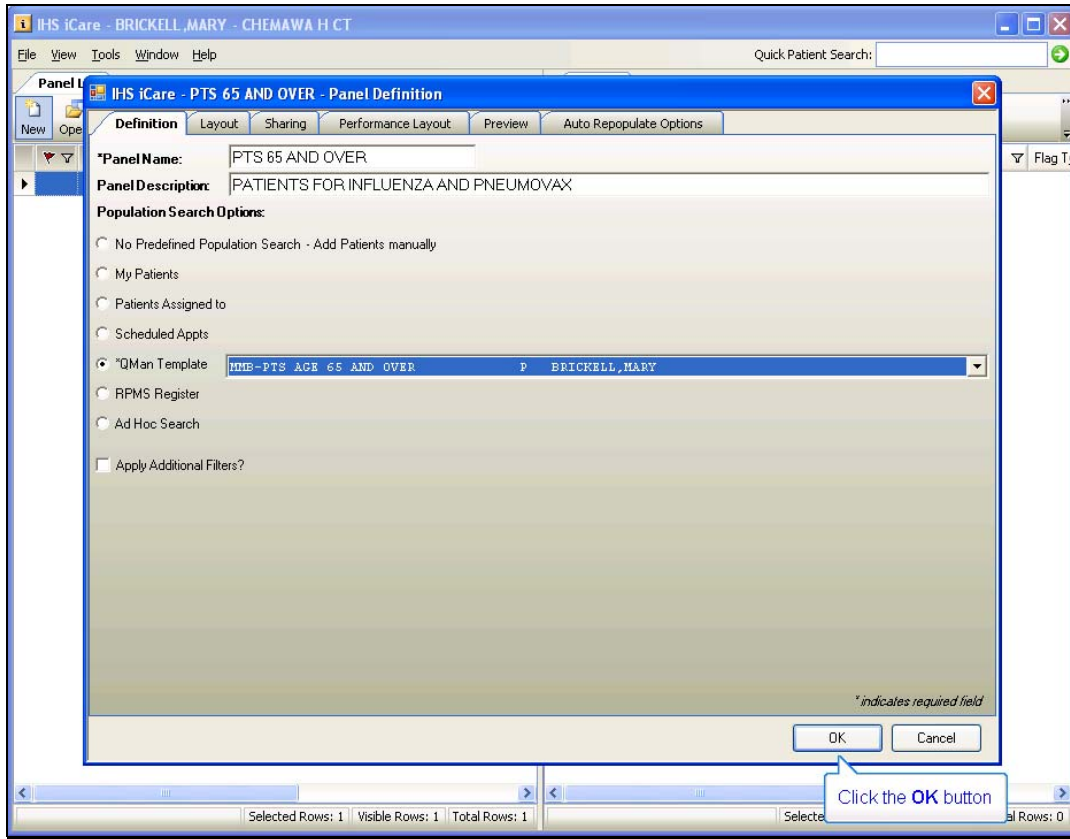 IHS iCare - BRICKELL,MARY - CHEMAWA H CT
File View Tools Window Help Quick Patient Search:
Panel L
IHS iCare - PTS 65 AND OVER - Panel Definition
New Ope
Definition Layout Sharing Performance Layout Preview Auto Repopulate Options
*Panel Name: PTS 65 AND OVER
Flag T
Panel Description: PATIENTS FOR INFLUENZA AND PNEUMOVAX
Population Search Options:
No Predefined Population Search - Add Patients manually
My Patients
Patients Assigned to
Scheduled Appts
*QMan Template MMB-PTS AGE 65 AND OVER P BRICKELL,MARY
RPMS Register
Ad Hoc Search
Apply Additional Filters?
* indicates required field
OK Cancel
Click the OK button
Selected Rows: 1 Visible Rows: 1 Total Rows: 1 Selecte al Rows: 0